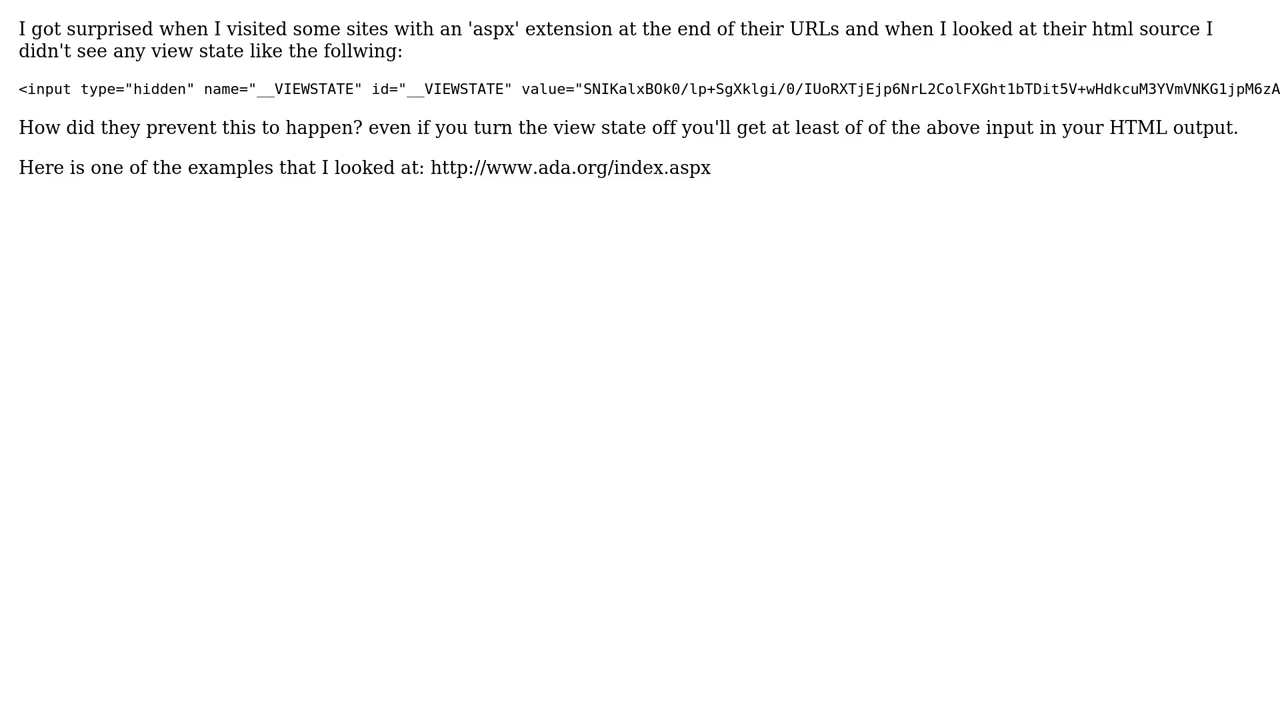 I got surprised when I visited some sites with an 'aspx' extension at the end of their URLs and when I looked at their html source I
didn't see any view state like the follwing:
<input type="hidden" name="__VIEWSTATE" id="__VIEWSTATE" value="SNIKalxBOk0/lp+SgXklgi/0/IUoRXTjEjp6NrL2ColFXGht1bTDit5V+wHdkcuM3YVmVNKG1jpM6zA
How did they prevent this to happen? even if you turn the view state off you'll get at least of of the above input in your HTML output.
Here is one of the examples that I looked at: http://www.ada.org/index.aspx